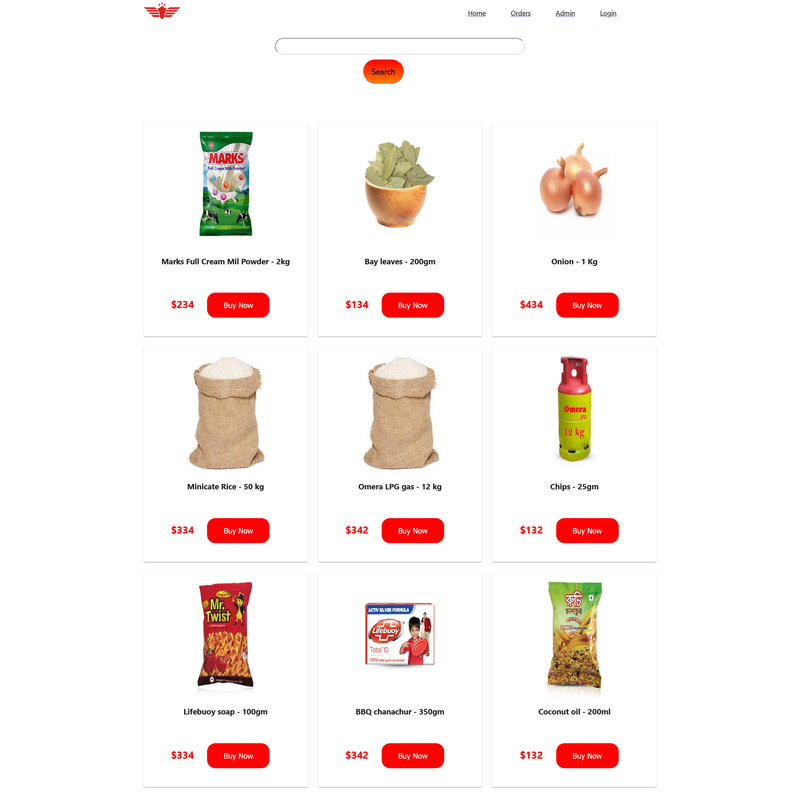 Home Orders Admin Login
Search
MARKS
Full Cream Milk Powder
Marks Full Cream Mil Powder - 2kg
Bay leaves - 200gm
Onion - 1 Kg
$234 Buy Now
$134 Buy Now
$434 Buy Now
Omera
LPG
12 kg
Minicate Rice - 50 kg
Omera LPG gas - 12 kg
Chips - 25gm
$334 Buy Now
$342 Buy Now
$132 Buy Now
Mr.
Twist
ACTIV SILVER FORMULA
Lifebuoy
Total 10
রুচি
চানাচুর
Lifebuoy soap - 100gm
BBQ chanachur - 350gm
Coconut oil - 200ml
$334 Buy Now
$342 Buy Now
$132 Buy Now